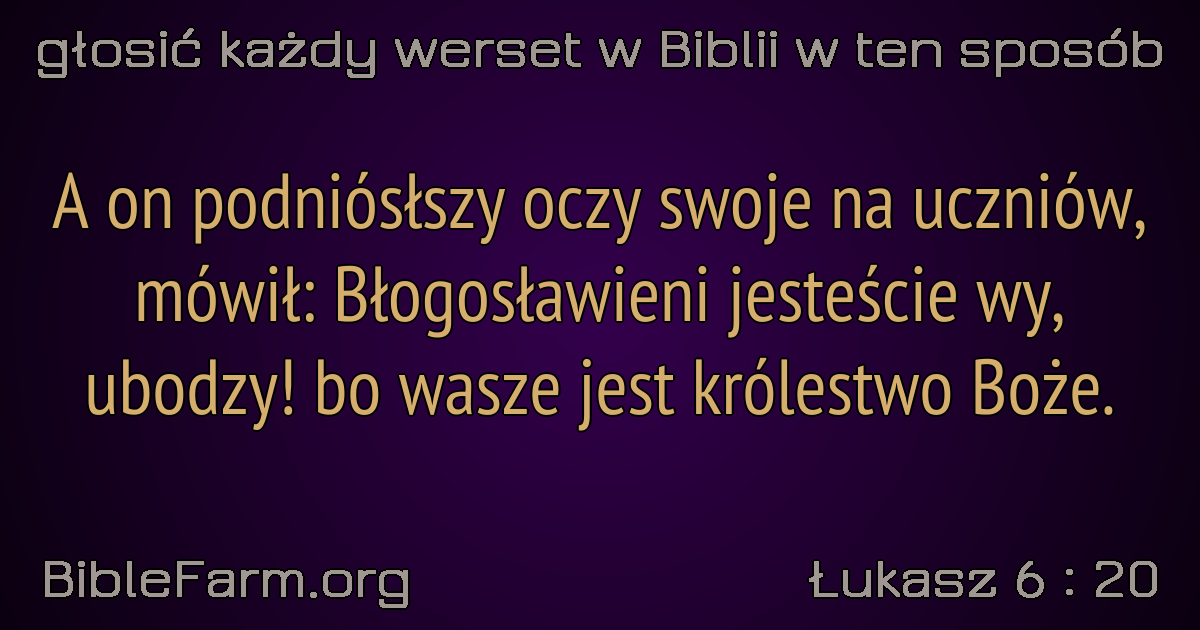 głosić każdy werset w Biblii w ten sposób
A on podniósłszy oczy swoje na uczniów,
mówił: Błogosławieni jesteście wy,
ubodzy! bo wasze jest królestwo Boże.
BibleFarm.org
Łukasz 6 : 20